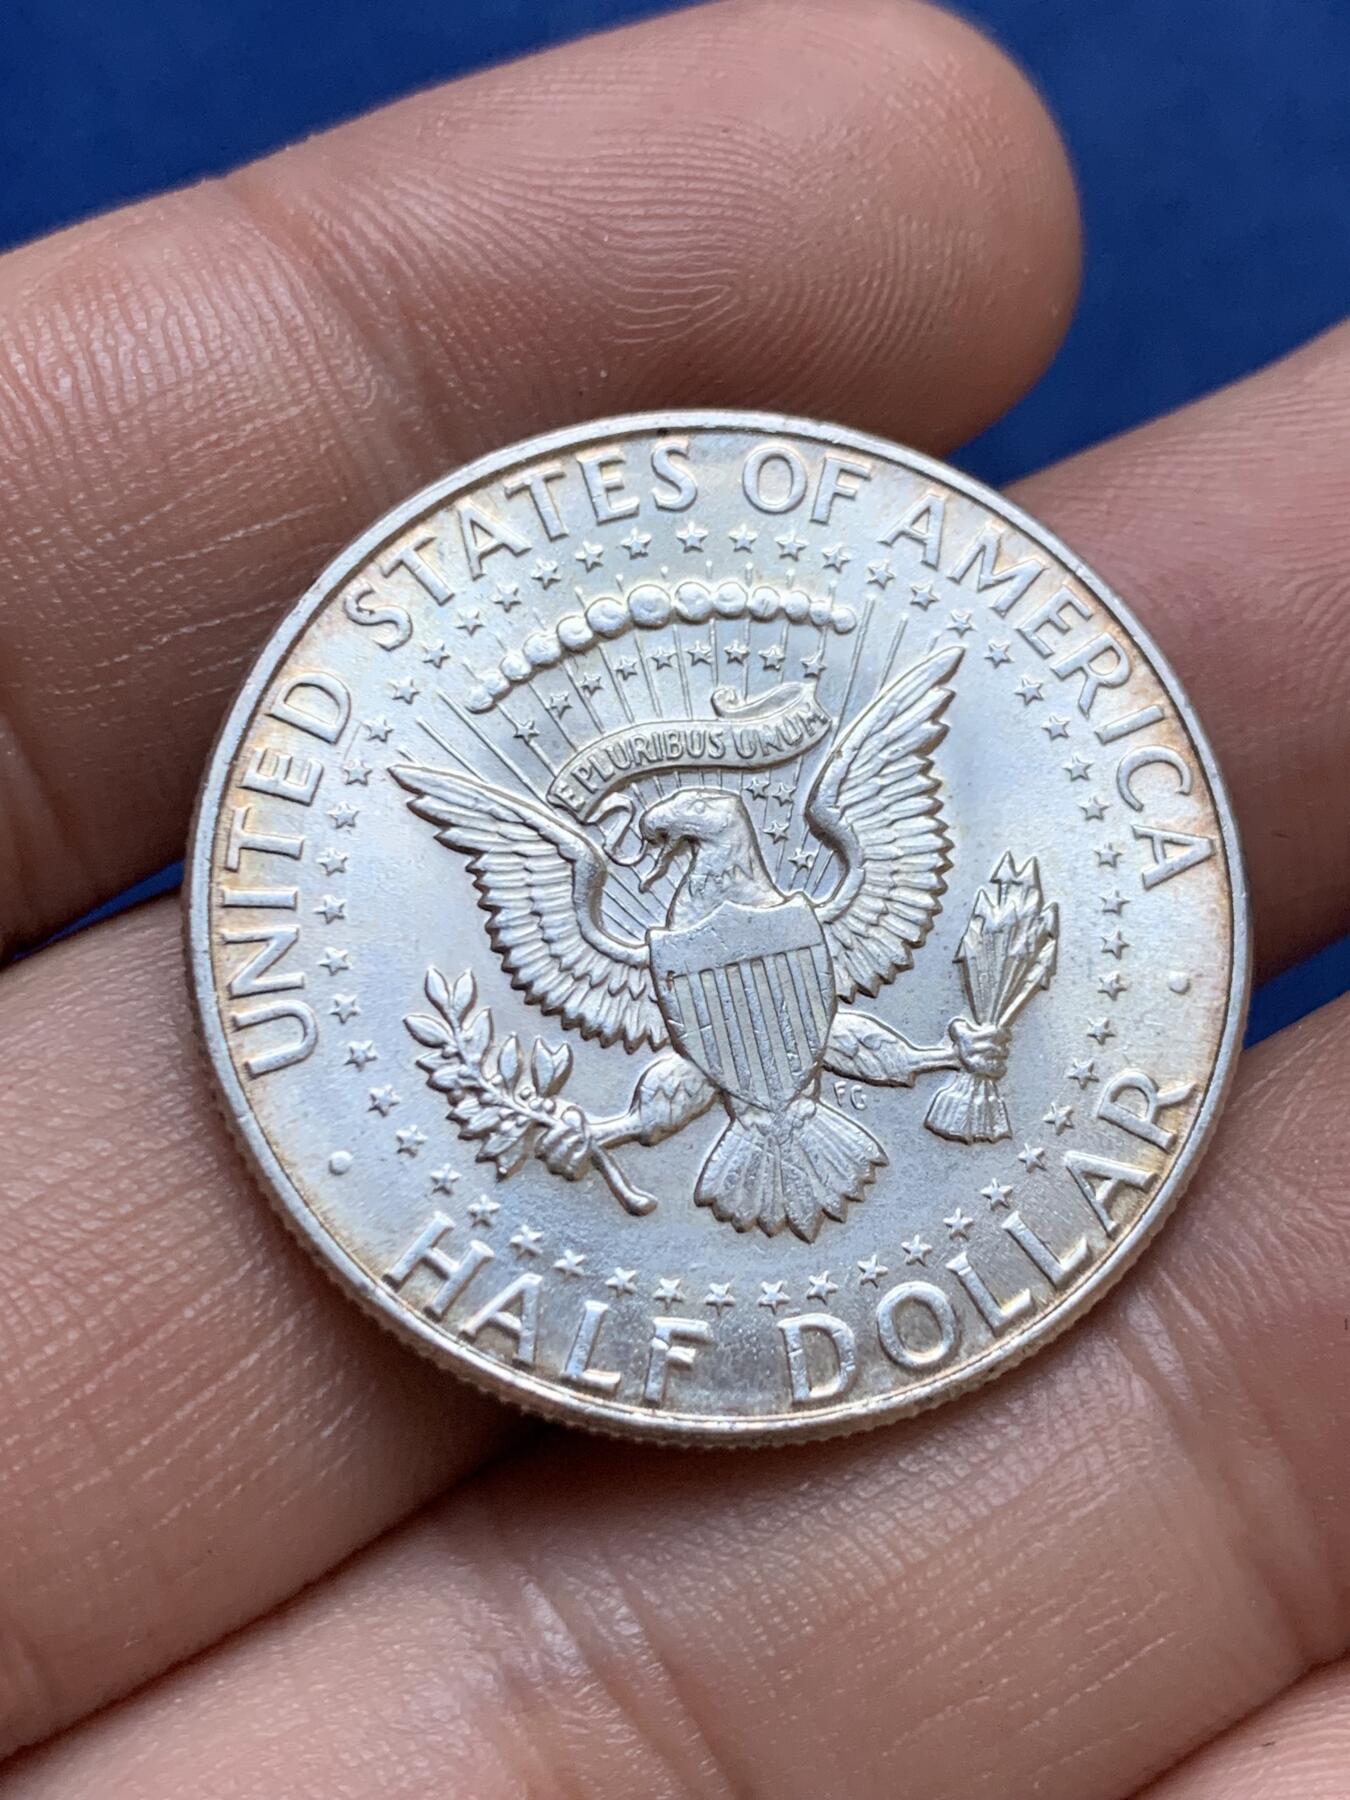 UNITED STATES OF AMERICA
E PLURIBUS UNUM
FG
HALF DOLLAR